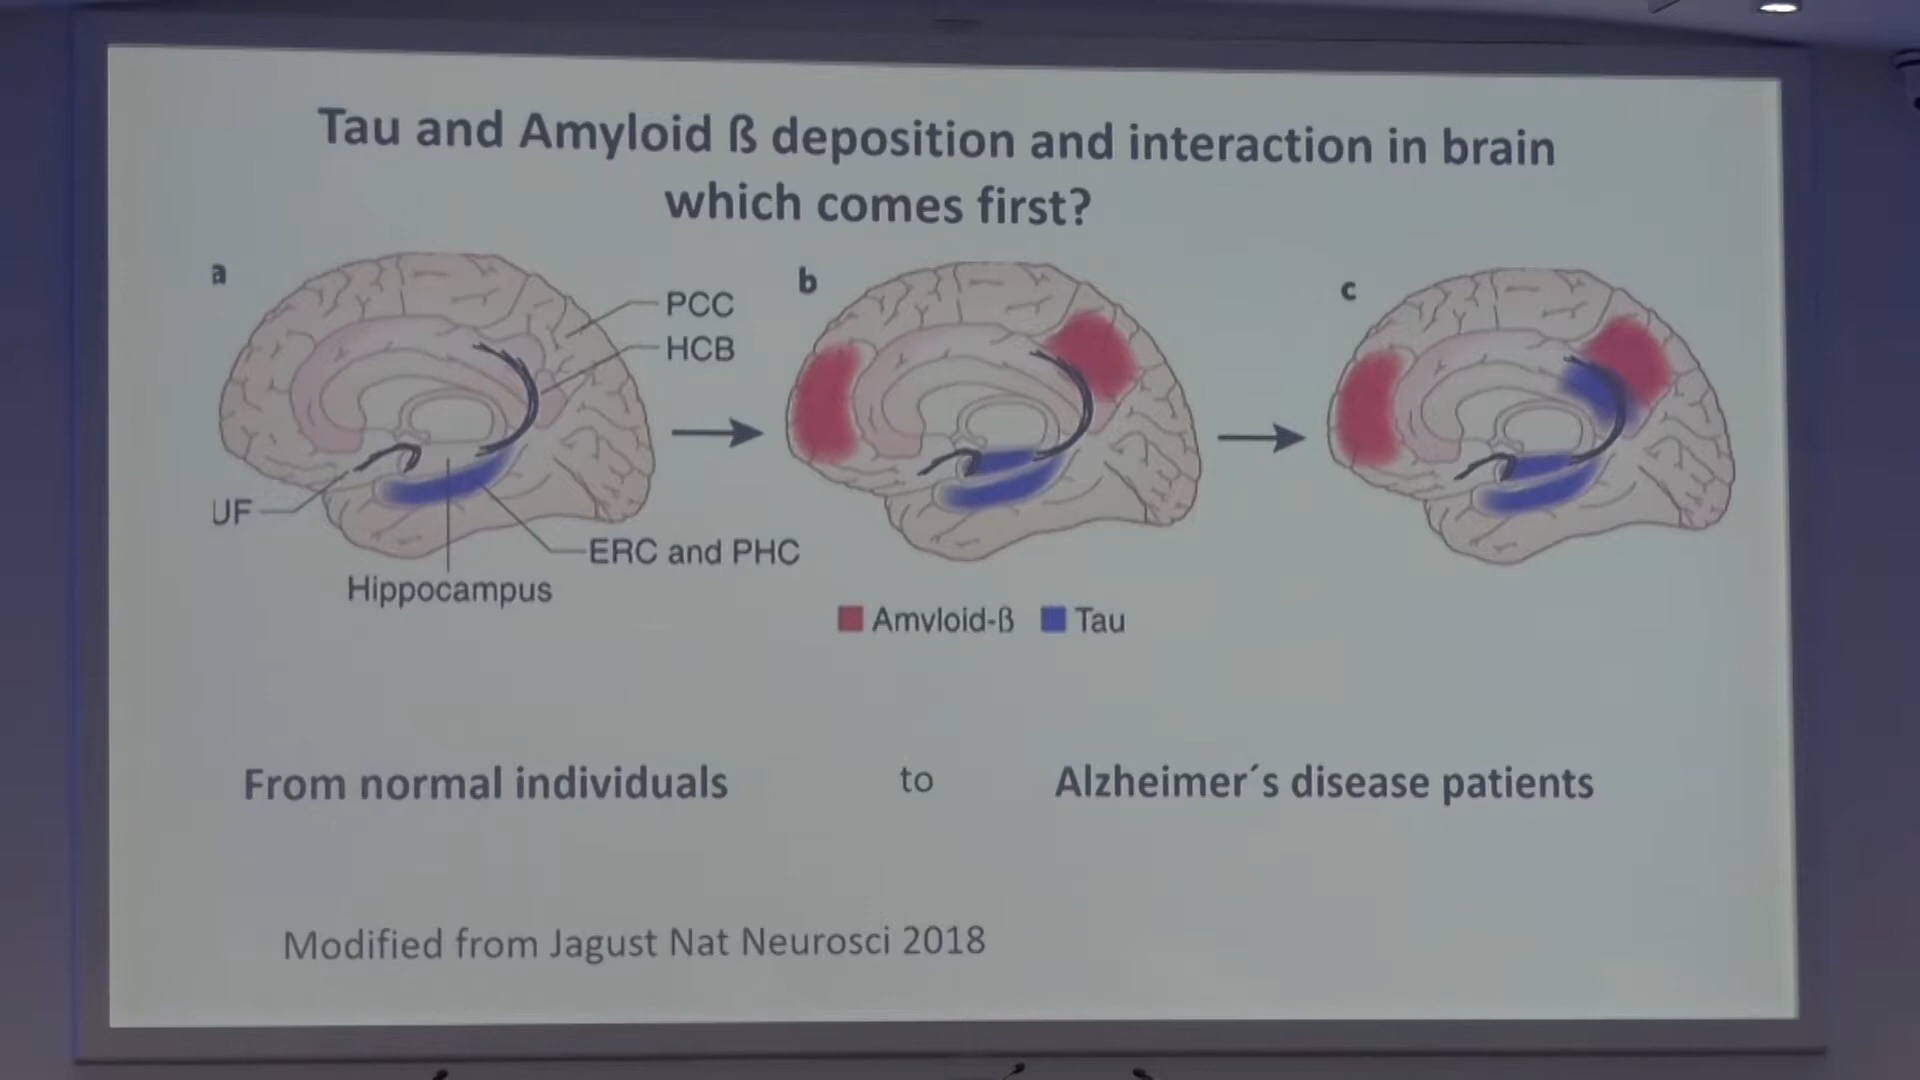 Tau and Amyloid ß deposition and interaction in brain
which comes first?
a
PCC
HCB
UF
ERC and PHC
Hippocampus
b
c
Amvloid-ß
Tau
From normal individuals
to
Alzheimer´s disease patients
Modified from Jagust Nat Neurosci 2018